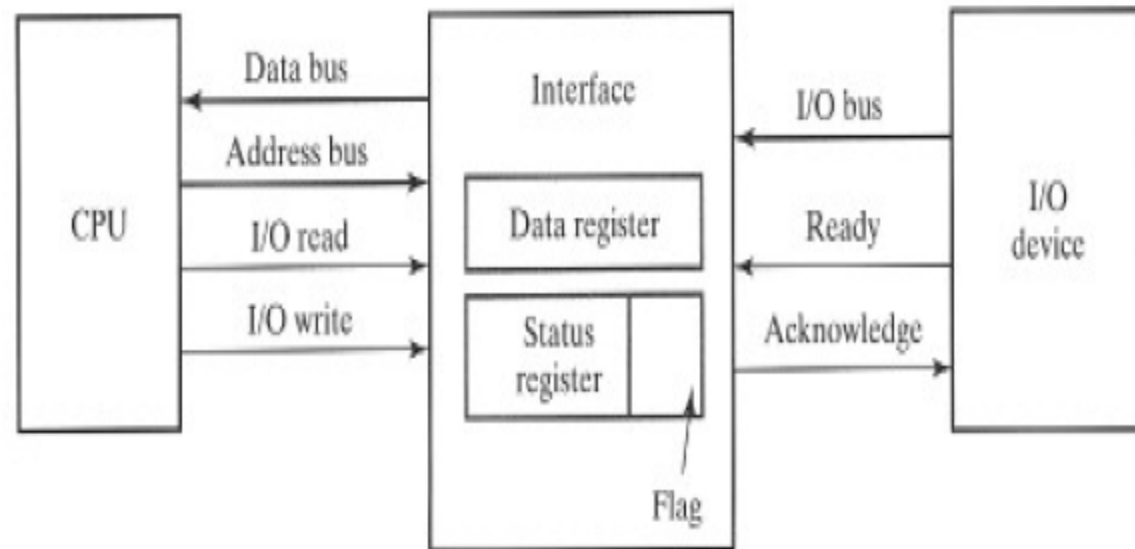 CPU
Data bus
Address bus
I/O read
I/O write
Interface
Data register
Status
register
Flag
I/O bus
Ready
Acknowledge
I/O
device